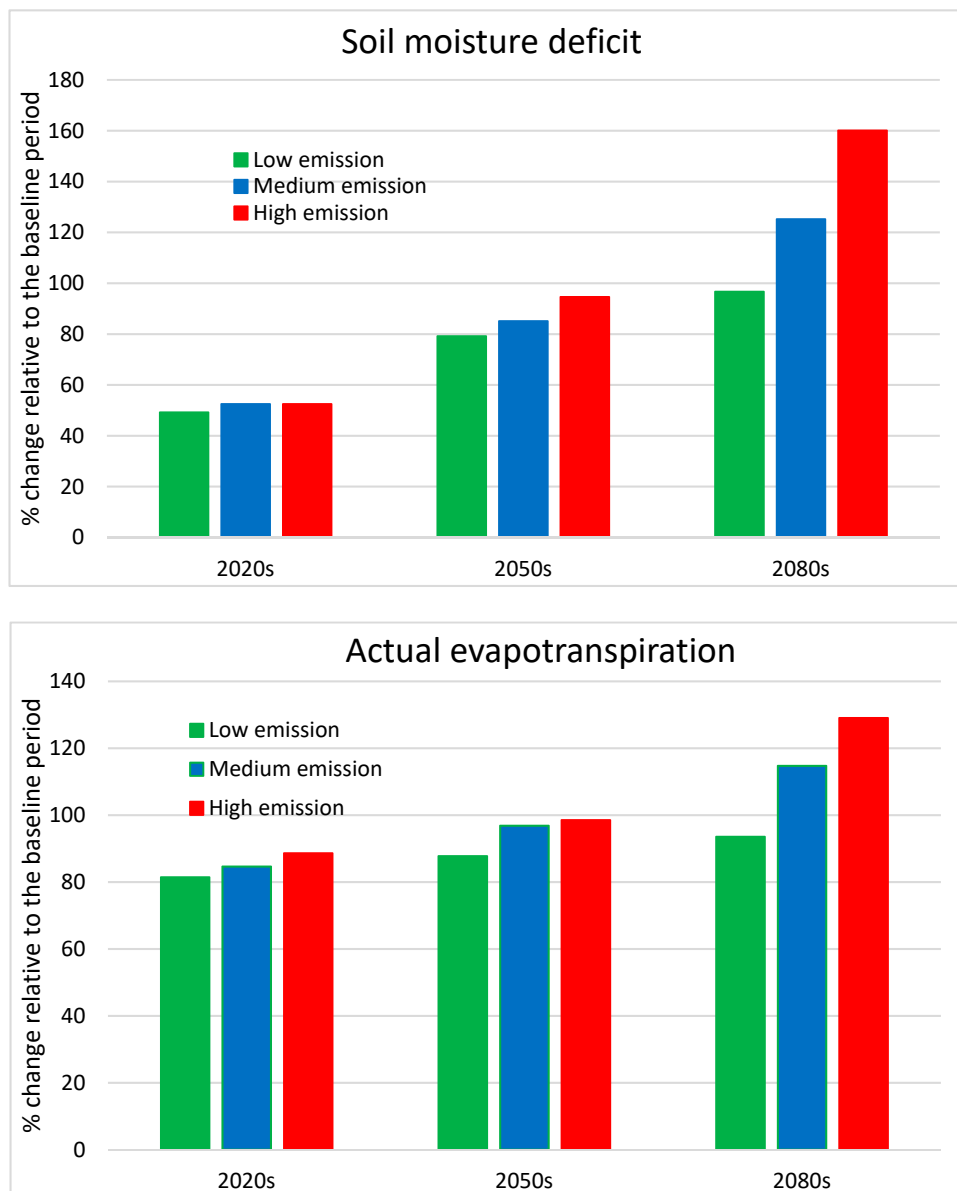 Soil moisture deficit
% change relative to the baseline period
180
160
140
120
100
80
60
40
20
0
Low emission
Medium emission
High emission
2020s
2050s
2080s
Actual evapotranspiration
% change relative to the baseline period
140
120
100
80
60
40
20
0
Low emission
Medium emission
High emission
2020s
2050s
2080s